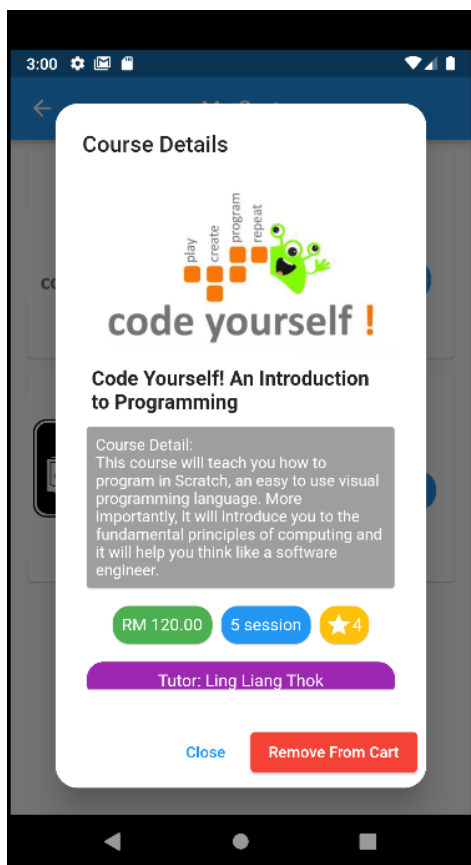 3:00
Course Details
play
create
program
repeat
code yourself !
Code Yourself! An Introduction
to Programming
Course Detail:
This course will teach you how to
program in Scratch, an easy to use visual
programming language. More
Importantly, it will introduce you to the
fundamental principles of computing and
it will help you think like a software
engineer.
RM 120.00
5 session
4
Tutor: Ling Liang Thok
Close
Remove From Cart